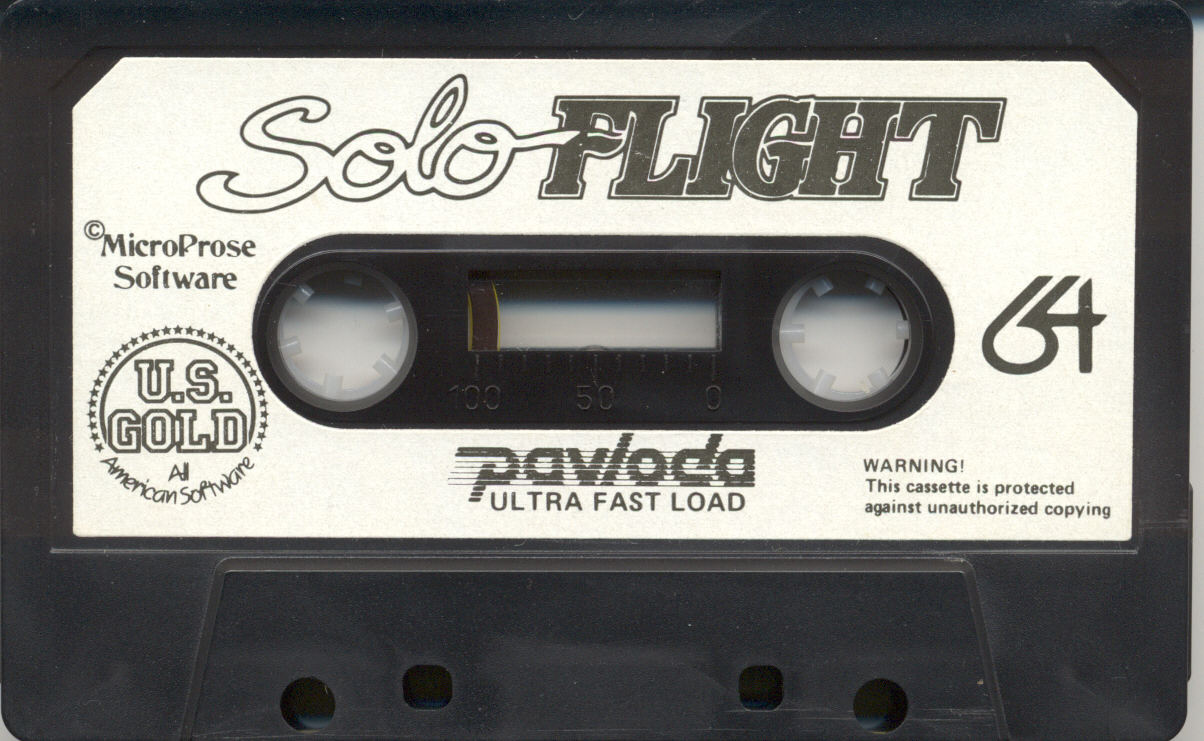 Solo FLIGHT
© MicroProse
Software
U.S.
GOLD
All
American Software
64
100 50 0
pavloda
ULTRA FAST LOAD
WARNING!
This cassette is protected
against unauthorized copying